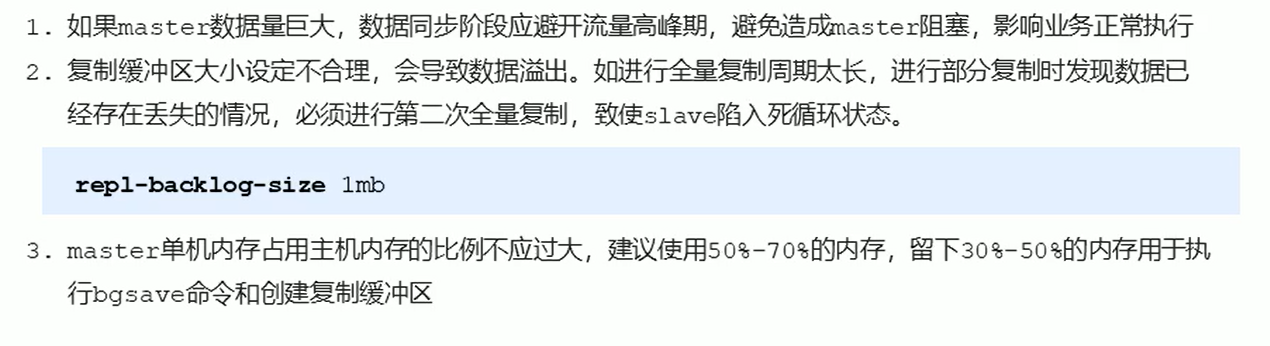 1. 如果master数据量巨大，数据同步阶段应避开流量高峰期，避免造成master阻塞，影响业务正常执行
2. 复制缓冲区大小设定不合理，会导致数据溢出。如进行全量复制周期太长，进行部分复制时发现数据已
经存在丢失的情况，必须进行第二次全量复制，致使slave陷入死循环状态。
repl-backlog-size 1mb
3. master单机内存占用主机内存的比例不应过大，建议使用50%-70%的内存，留下30%-50%的内存用于执
行bgsave命令和创建复制缓冲区